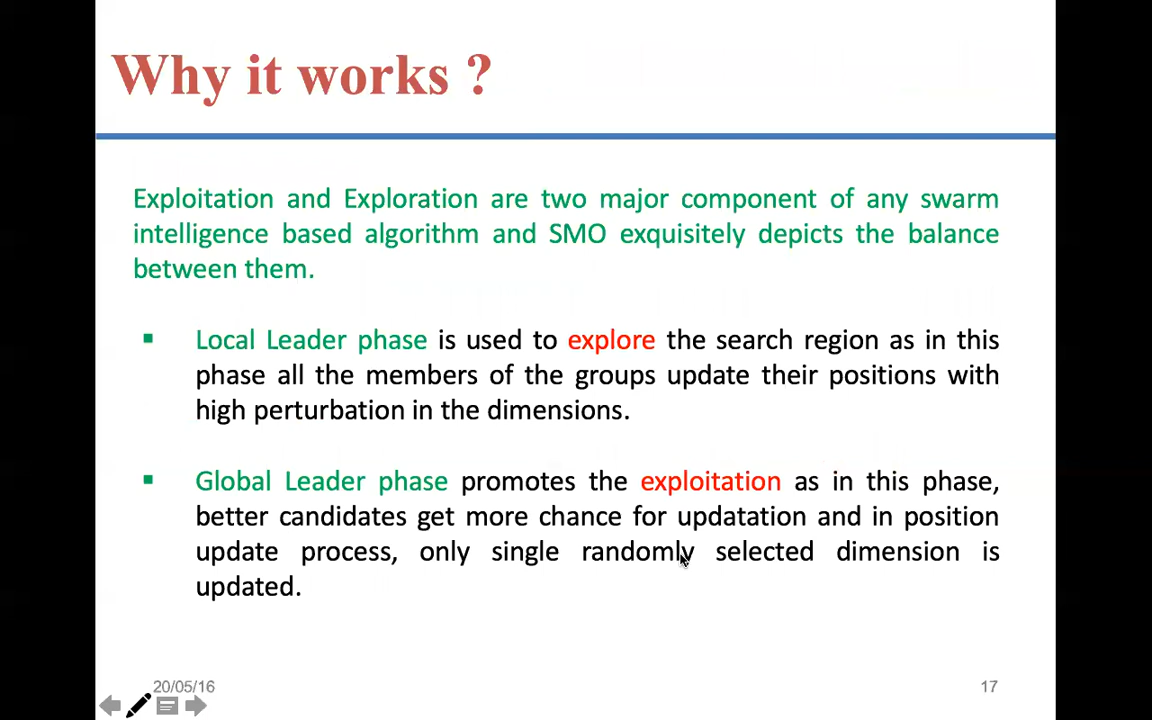 Why it works ?
Exploitation and Exploration are two major component of any swarm
intelligence based algorithm and SMO exquisitely depicts the balance
between them.
▪ Local Leader phase is used to explore the search region as in this
phase all the members of the groups update their positions with
high perturbation in the dimensions.
▪ Global Leader phase promotes the exploitation as in this phase,
better candidates get more chance for updatation and in position
update process, only single randomly selected dimension is
updated.
20/05/16
17